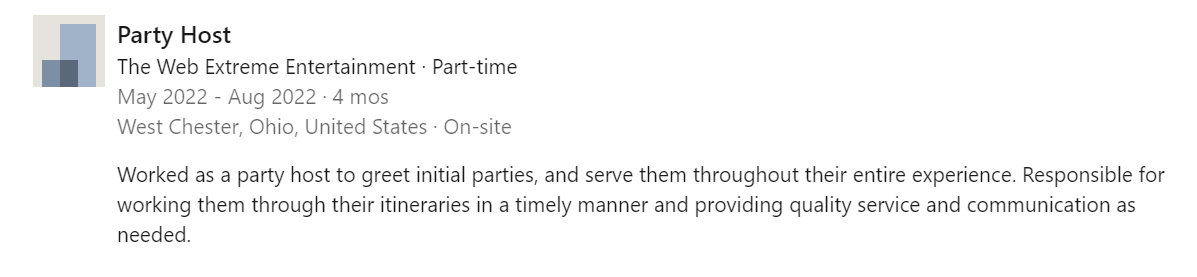 Party Host
The Web Extreme Entertainment · Part-time
May 2022 - Aug 2022 · 4 mos
West Chester, Ohio, United States · On-site
Worked as a party host to greet initial parties, and serve them throughout their entire experience. Responsible for
working them through their itineraries in a timely manner and providing quality service and communication as
needed.